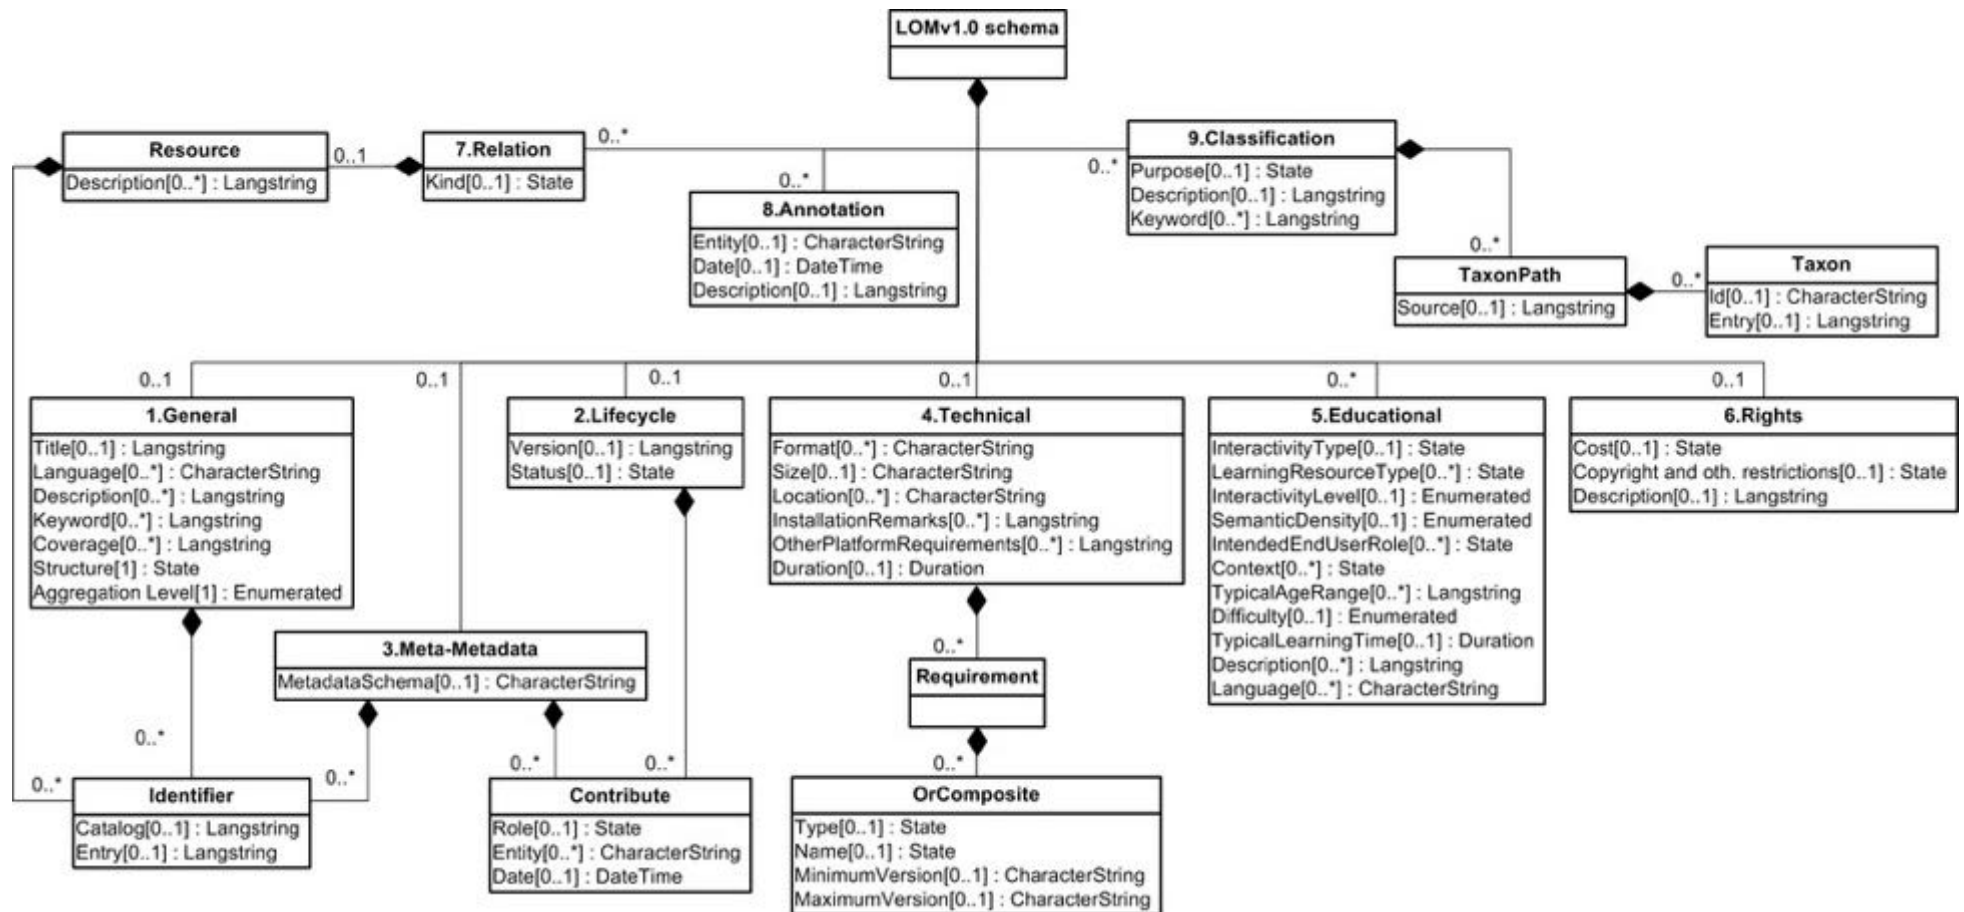 LOMv1.0 schema
Resource
Description[0..*] : Langstring
0..1
7.Relation
Kind[0..1] : State
0..*
0..*
8.Annotation
Entity[0..1] : CharacterString
Date[0..1] : DateTime
Description[0..1] : Langstring
0..*
9.Classification
Purpose[0..1] : State
Description[0..1] : Langstring
Keyword[0..*] : Langstring
0..*
TaxonPath
Source[0..1] : Langstring
0..*
Taxon
Id[0..1] : CharacterString
Entry[0..1] : Langstring
0..1
0..1
0..1
0..1
0..*
0..1
1.General
Title[0..1] : Langstring
Language[0..*] : CharacterString
Description[0..*] : Langstring
Keyword[0..*] : Langstring
Coverage[0..*] : Langstring
Structure[1] : State
Aggregation Level[1] : Enumerated
2.Lifecycle
Version[0..1] : Langstring
Status[0..1] : State
4.Technical
Format[0..*] : CharacterString
Size[0..1] : CharacterString
Location[0..*] : CharacterString
InstallationRemarks[0..*] : Langstring
OtherPlatformRequirements[0..*] : Langstring
Duration[0..1] : Duration
5.Educational
InteractivityType[0..1] : State
LearningResourceType[0..*] : State
InteractivityLevel[0..1] : Enumerated
SemanticDensity[0..1] : Enumerated
IntendedEndUserRole[0..*] : State
Context[0..*] : State
TypicalAgeRange[0..*] : Langstring
Difficulty[0..1] : Enumerated
TypicalLearningTime[0..1] : Duration
Description[0..*] : Langstring
Language[0..*] : CharacterString
6.Rights
Cost[0..1] : State
Copyright and oth. restrictions[0..1] : State
Description[0..1] : Langstring
3.Meta-Metadata
MetadataSchema[0..1] : CharacterString
0..*
Requirement
0..*
0..*
0..*
0..*
0..*
0..*
Identifier
Catalog[0..1] : Langstring
Entry[0..1] : Langstring
Contribute
Role[0..1] : State
Entity[0..*] : CharacterString
Date[0..1] : DateTime
OrComposite
Type[0..1] : State
Name[0..1] : State
MinimumVersion[0..1] : CharacterString
MaximumVersion[0..1] : CharacterString